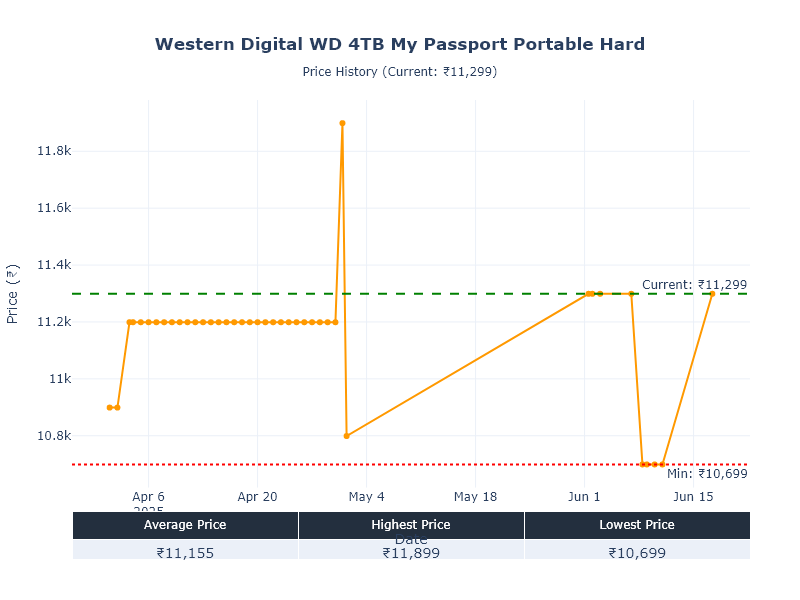 Western Digital WD 4TB My Passport Portable Hard
Price History (Current: ₹11,299)
Price (₹)
11.8k
11.6k
11.4k
11.2k
11k
10.8k
Current: ₹11,299
Min: ₹10,699
Apr 6
2025
Apr 20
May 4
May 18
Jun 1
Jun 15
Date
Average Price Highest Price Lowest Price
₹11,155 ₹11,899 ₹10,699